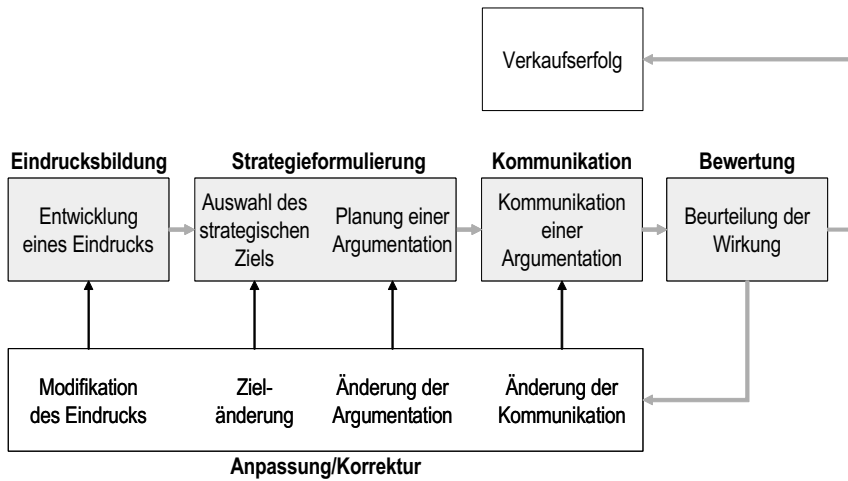 Verkaufserfolg
Eindrucksbildung
Strategieformulierung
Kommunikation
Bewertung
Entwicklung
eines Eindrucks
Auswahl des
strategischen
Ziels
Planung einer
Argumentation
Kommunikation
einer
Argumentation
Beurteilung der
Wirkung
Modifikation
des Eindrucks
Ziel-
änderung
Änderung der
Argumentation
Änderung der
Kommunikation
Anpassung/Korrektur